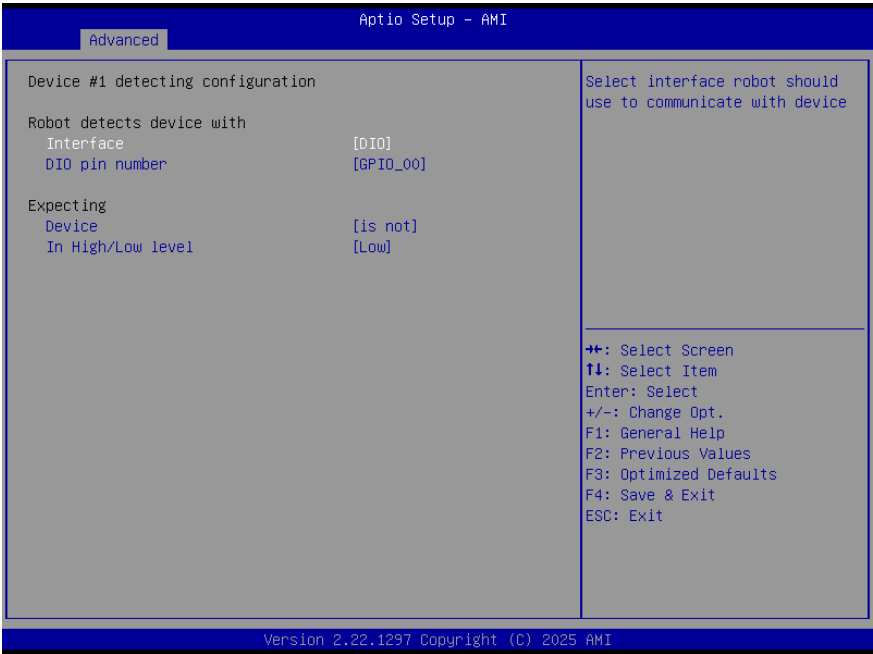 Aptio Setup – AMI
Advanced
Device #1 detecting configuration
Robot detects device with
Interface [DIO]
DIO pin number [GPIO_00]
Expecting
Device [is not]
In High/Low level [Low]
Select interface robot should
use to communicate with device
→←: Select Screen
↑↓: Select Item
Enter: Select
+/-: Change Opt.
F1: General Help
F2: Previous Values
F3: Optimized Defaults
F4: Save & Exit
ESC: Exit
Version 2.22.1297 Copyright (C) 2025 AMI